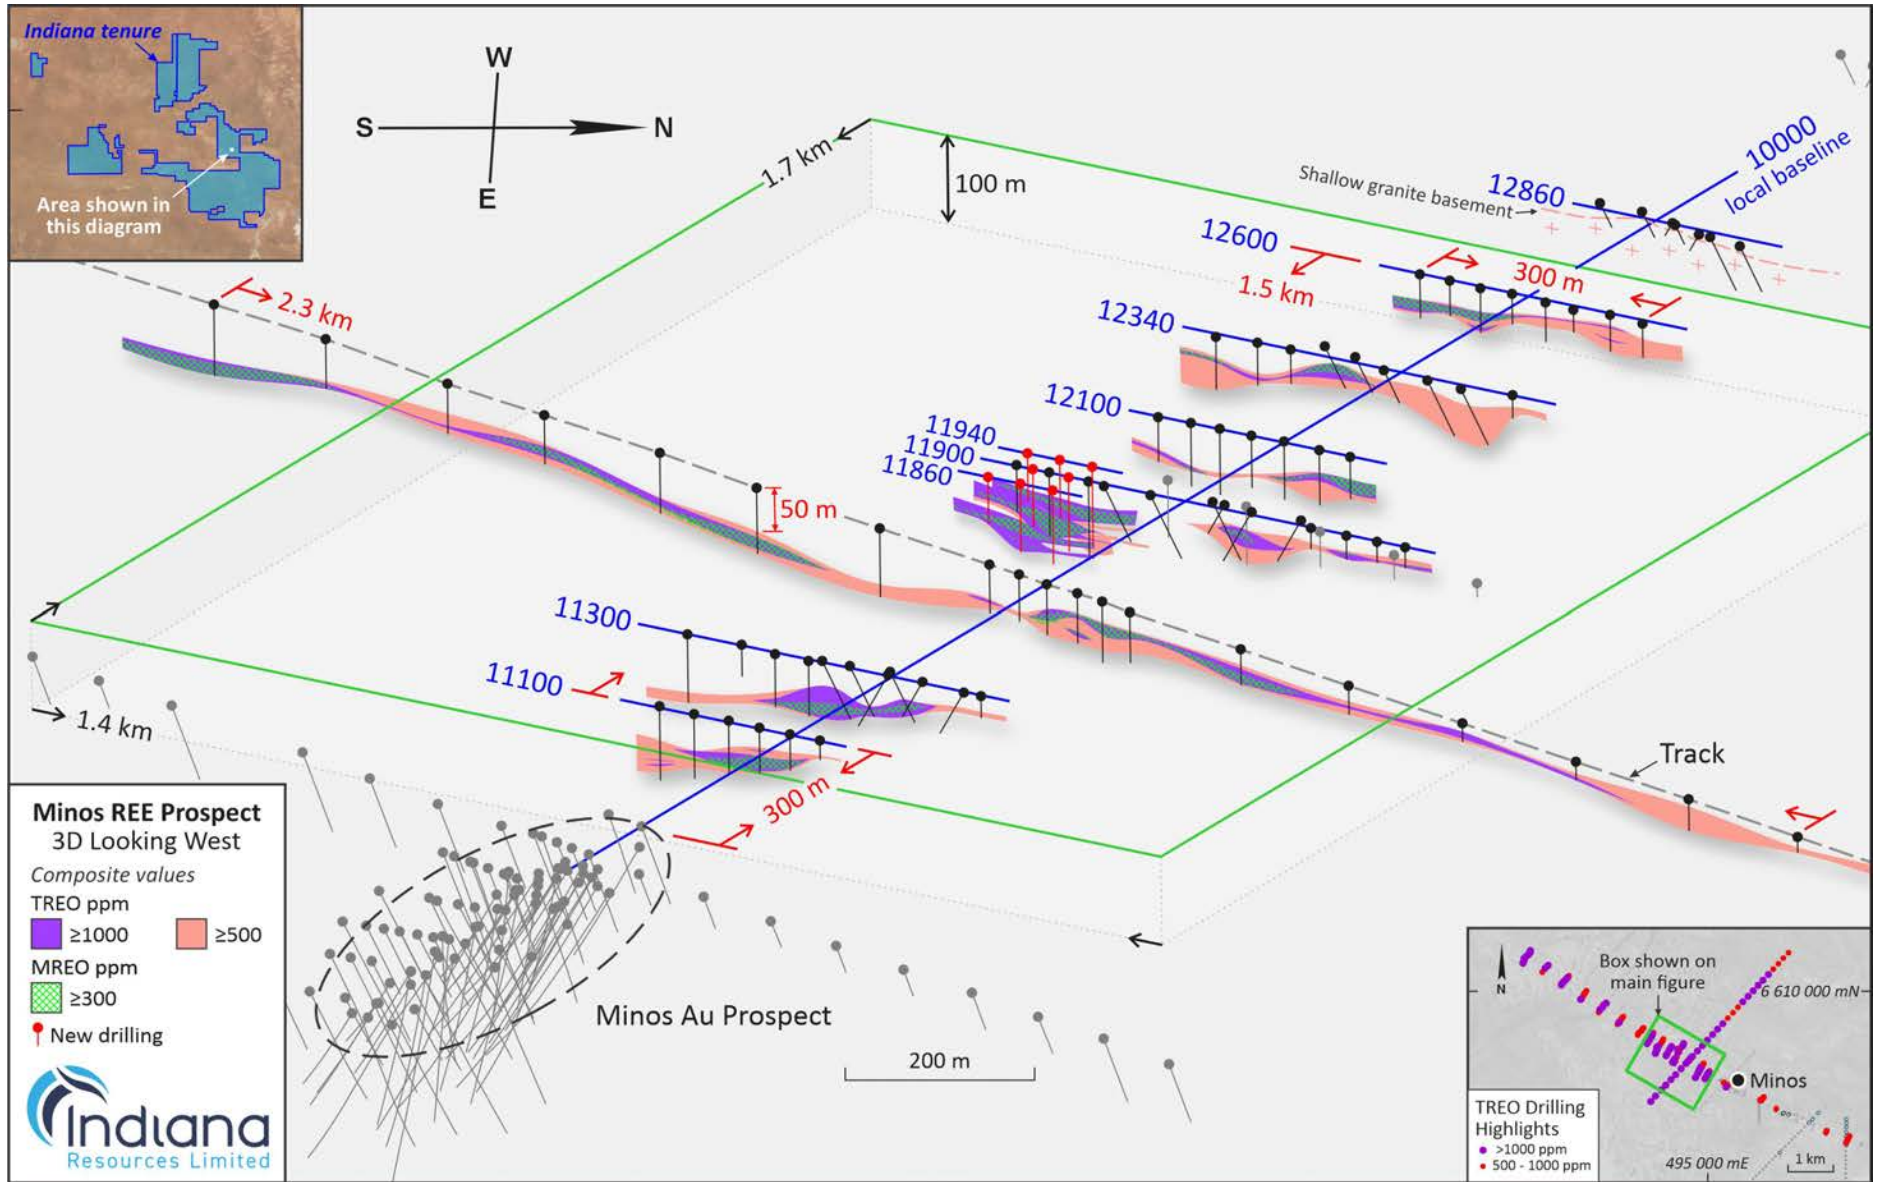 Indiana tenure
Area shown in
this diagram
W
S
N
E
1.7 km
100 m
Shallow granite basement
12860
10000
local baseline
12600
1.5 km
300 m
2.3 km
12340
12100
11940
11900
11860
50 m
11300
11100
1.4 km
300 m
Track
Minos REE Prospect
3D Looking West
Composite values
TREO ppm
≥1000
≥500
MREO ppm
≥300
New drilling
Indiana
Resources Limited
Minos Au Prospect
200 m
Box shown on
main figure
N
6 610 000 mN
Minos
TREO Drilling
Highlights
>1000 ppm
500 - 1000 ppm
495 000 mE
1 km